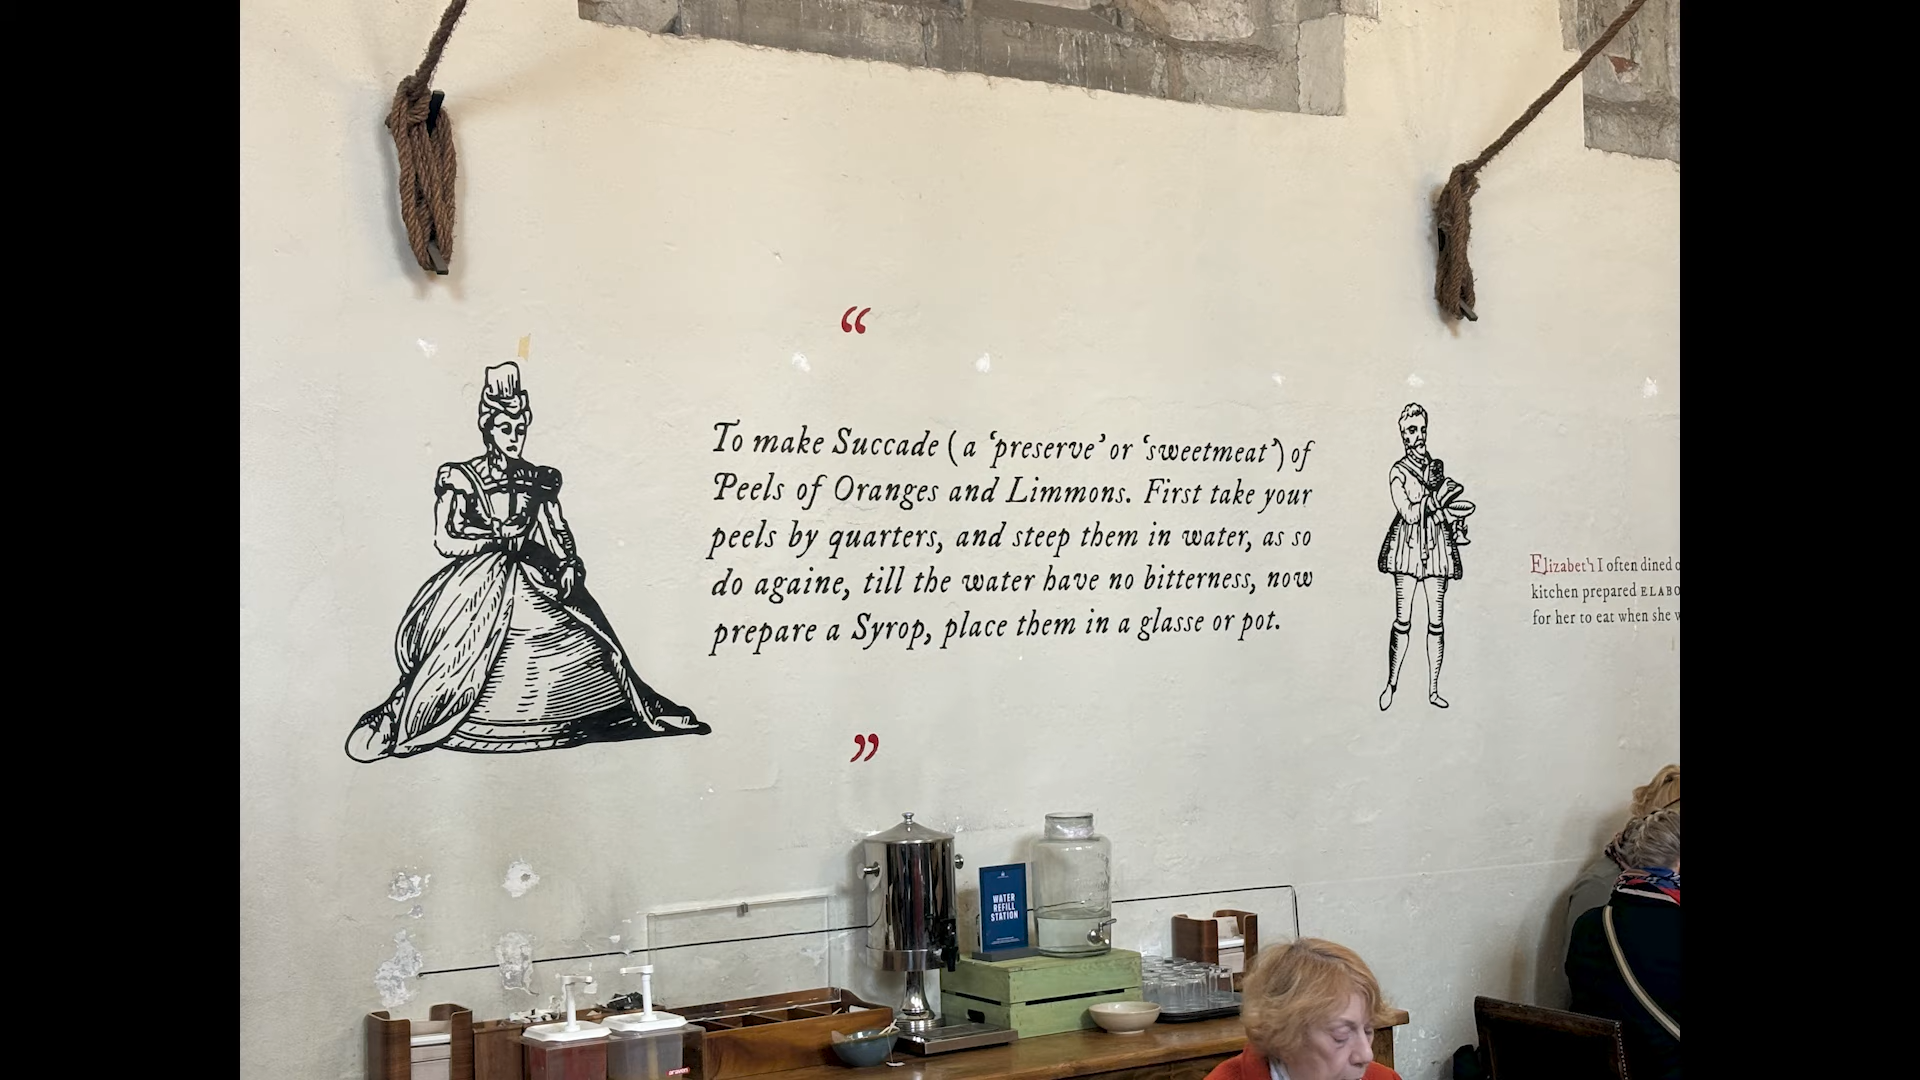 “
To make Succade (a ‘preserve’ or ‘sweetmeat’) of
Peels of Oranges and Limmons. First take your
peels by quarters, and steep them in water, as so
do againe, till the water have no bitterness, now
prepare a Syrop, place them in a glasse or pot.
”
Elizabeth I often dined
kitchen prepared ELABO
for her to eat when she
WATER
REFILL
STATION